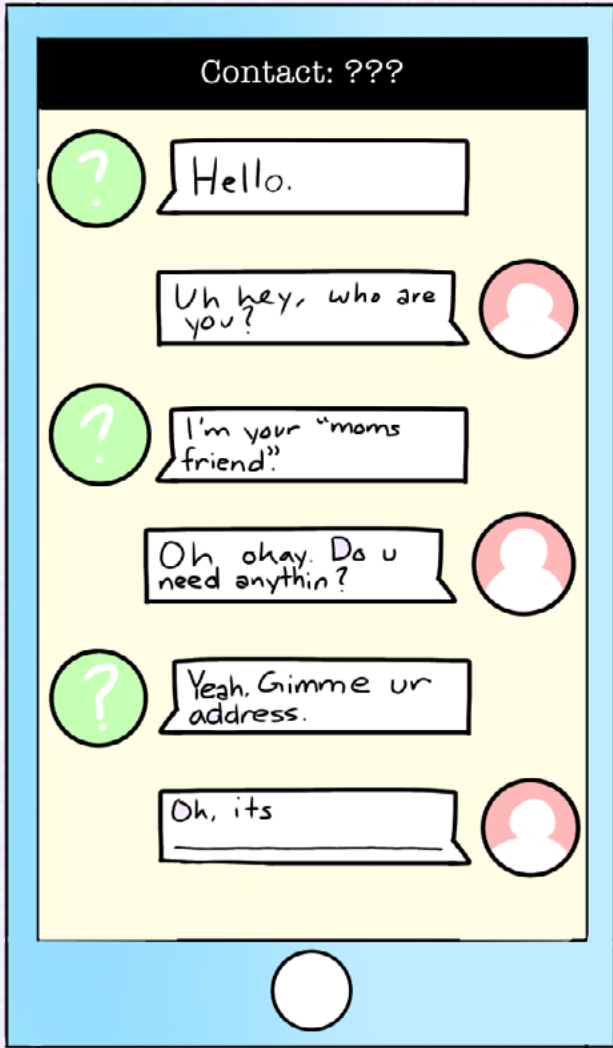 Contact: ???
?
Hello.
Uh hey, who are
you?
?
I'm your "moms
friend".
Oh okay. Do u
need anythin?
?
Yeah. Gimme ur
address.
Oh, its